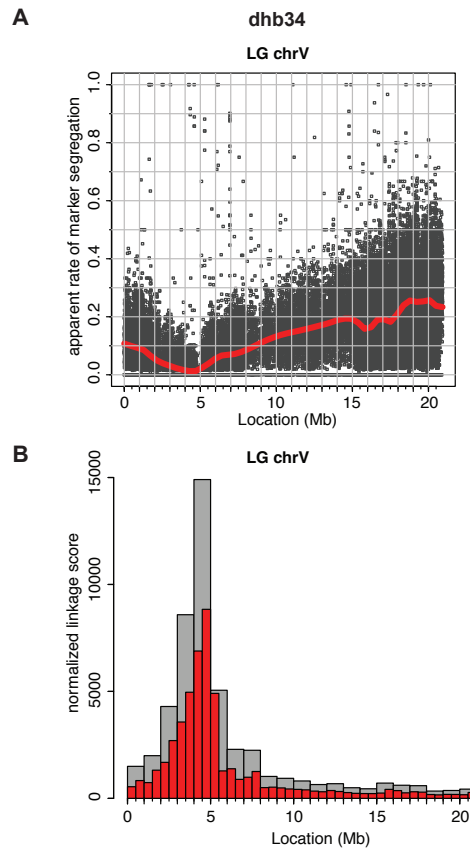 A
dhb34
LG chrV
apparent rate of marker segregation
0.0 0.2 0.4 0.6 0.8 1.0
0 5 10 15 20
Location (Mb)
B
LG chrV
normalized linkage score
0 5000 10000 15000
0 5 10 15 20
Location (Mb)